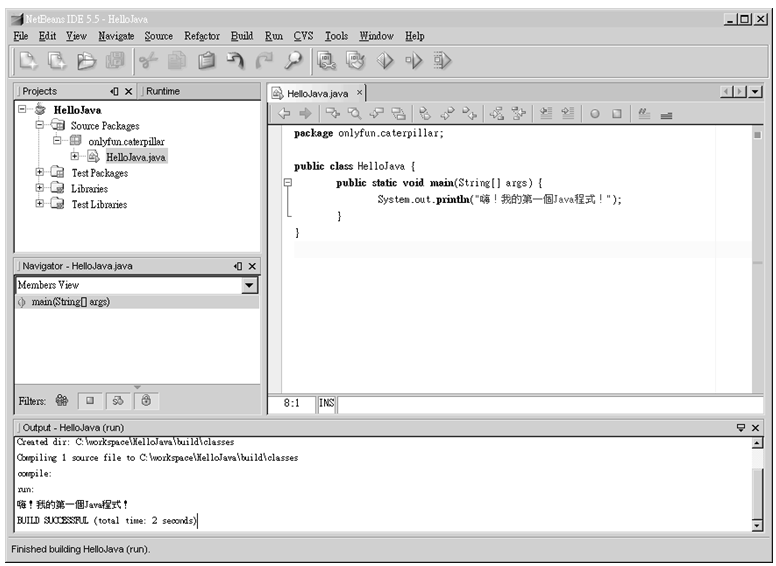 NetBeans IDE 5.5 - HelloJava
File Edit View Navigate Source Refactor Build Run CVS Tools Window Help
Projects
Runtime
HelloJava
Source Packages
onlyfun.caterpillar
HelloJava.java
Test Packages
Libraries
Test Libraries
Navigator - HelloJava.java
Members View
main(String[] args)
Filters:
HelloJava.java
package onlyfun.caterpillar;
public class HelloJava {
public static void main(String[] args) {
System.out.println("嗨！我的第一個Java程式！");
}
}
8:1 INS
Output - HelloJava (run)
Created dir: C:\workspace\HelloJava\build\classes
Compiling 1 source file to C:\workspace\HelloJava\build\classes
compile:
run:
嗨！我的第一個Java程式！
BUILD SUCCESSFUL (total time: 2 seconds)
Finished building HelloJava (run).